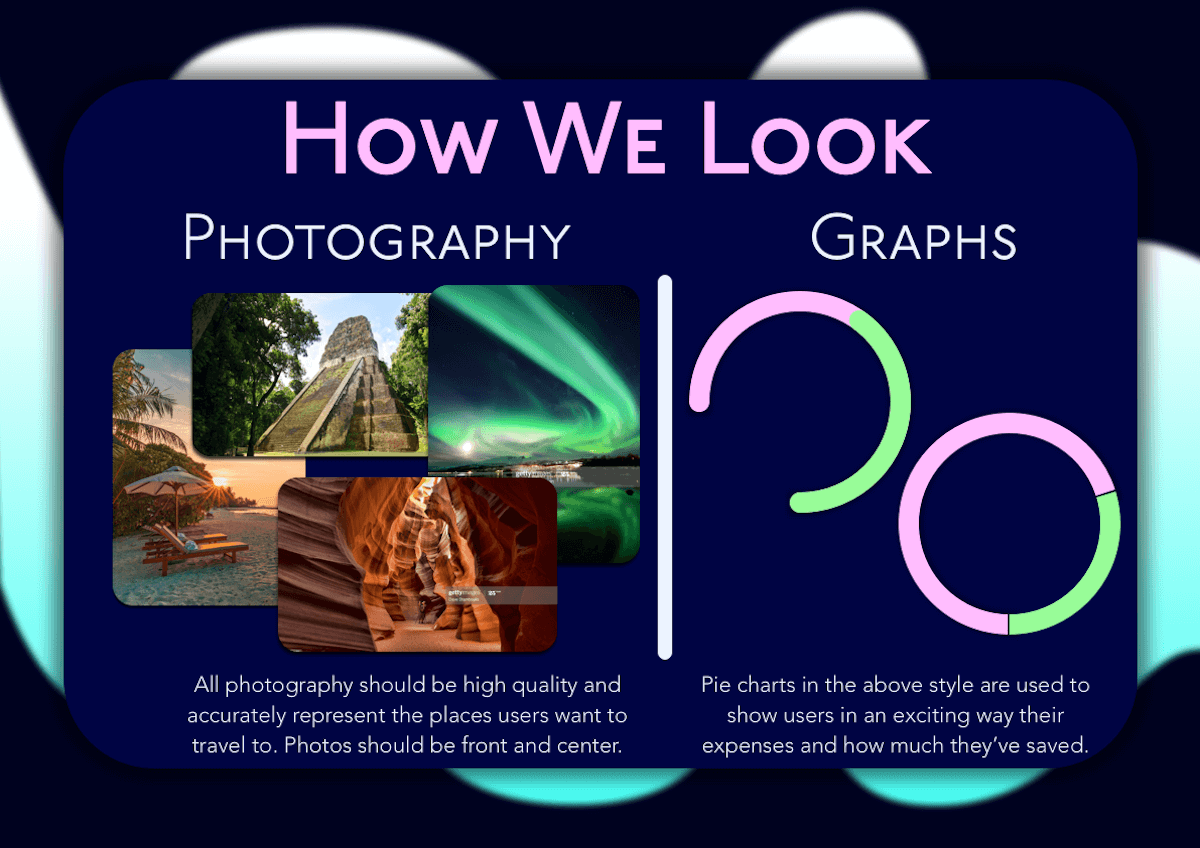 How We Look
Photography
Graphs
gettyimages
gettyimages
All photography should be high quality and
accurately represent the places users want to
travel to. Photos should be front and center.
Pie charts in the above style are used to
show users in an exciting way their
expenses and how much they've saved.